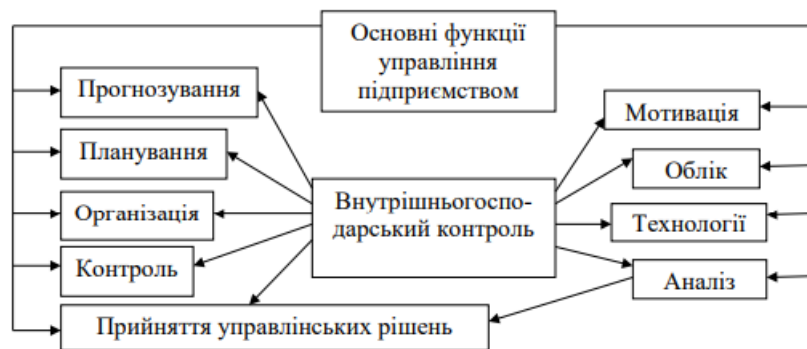 Основні функції
управління
підприємством
Прогнозування
Планування
Організація
Контроль
Прийняття управлінських рішень
Внутрішньогоспо-
дарський контроль
Мотивація
Облік
Технології
Аналіз